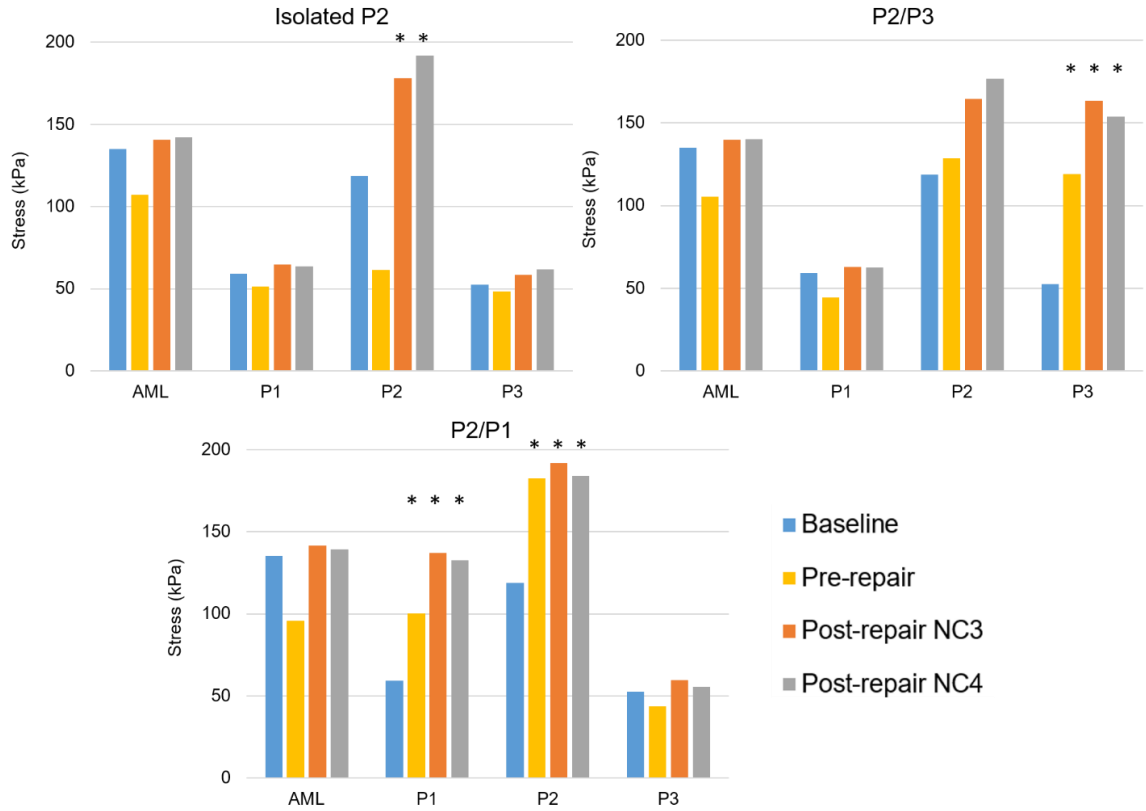 Isolated P2
200
* *
150
100
50
0
Stress (kPa)
AML P1 P2 P3
P2/P3
200
* * *
150
100
50
0
Stress (kPa)
AML P1 P2 P3
P2/P1
200
* * *
* * *
150
100
50
0
Stress (kPa)
AML P1 P2 P3
Baseline
Pre-repair
Post-repair NC3
Post-repair NC4